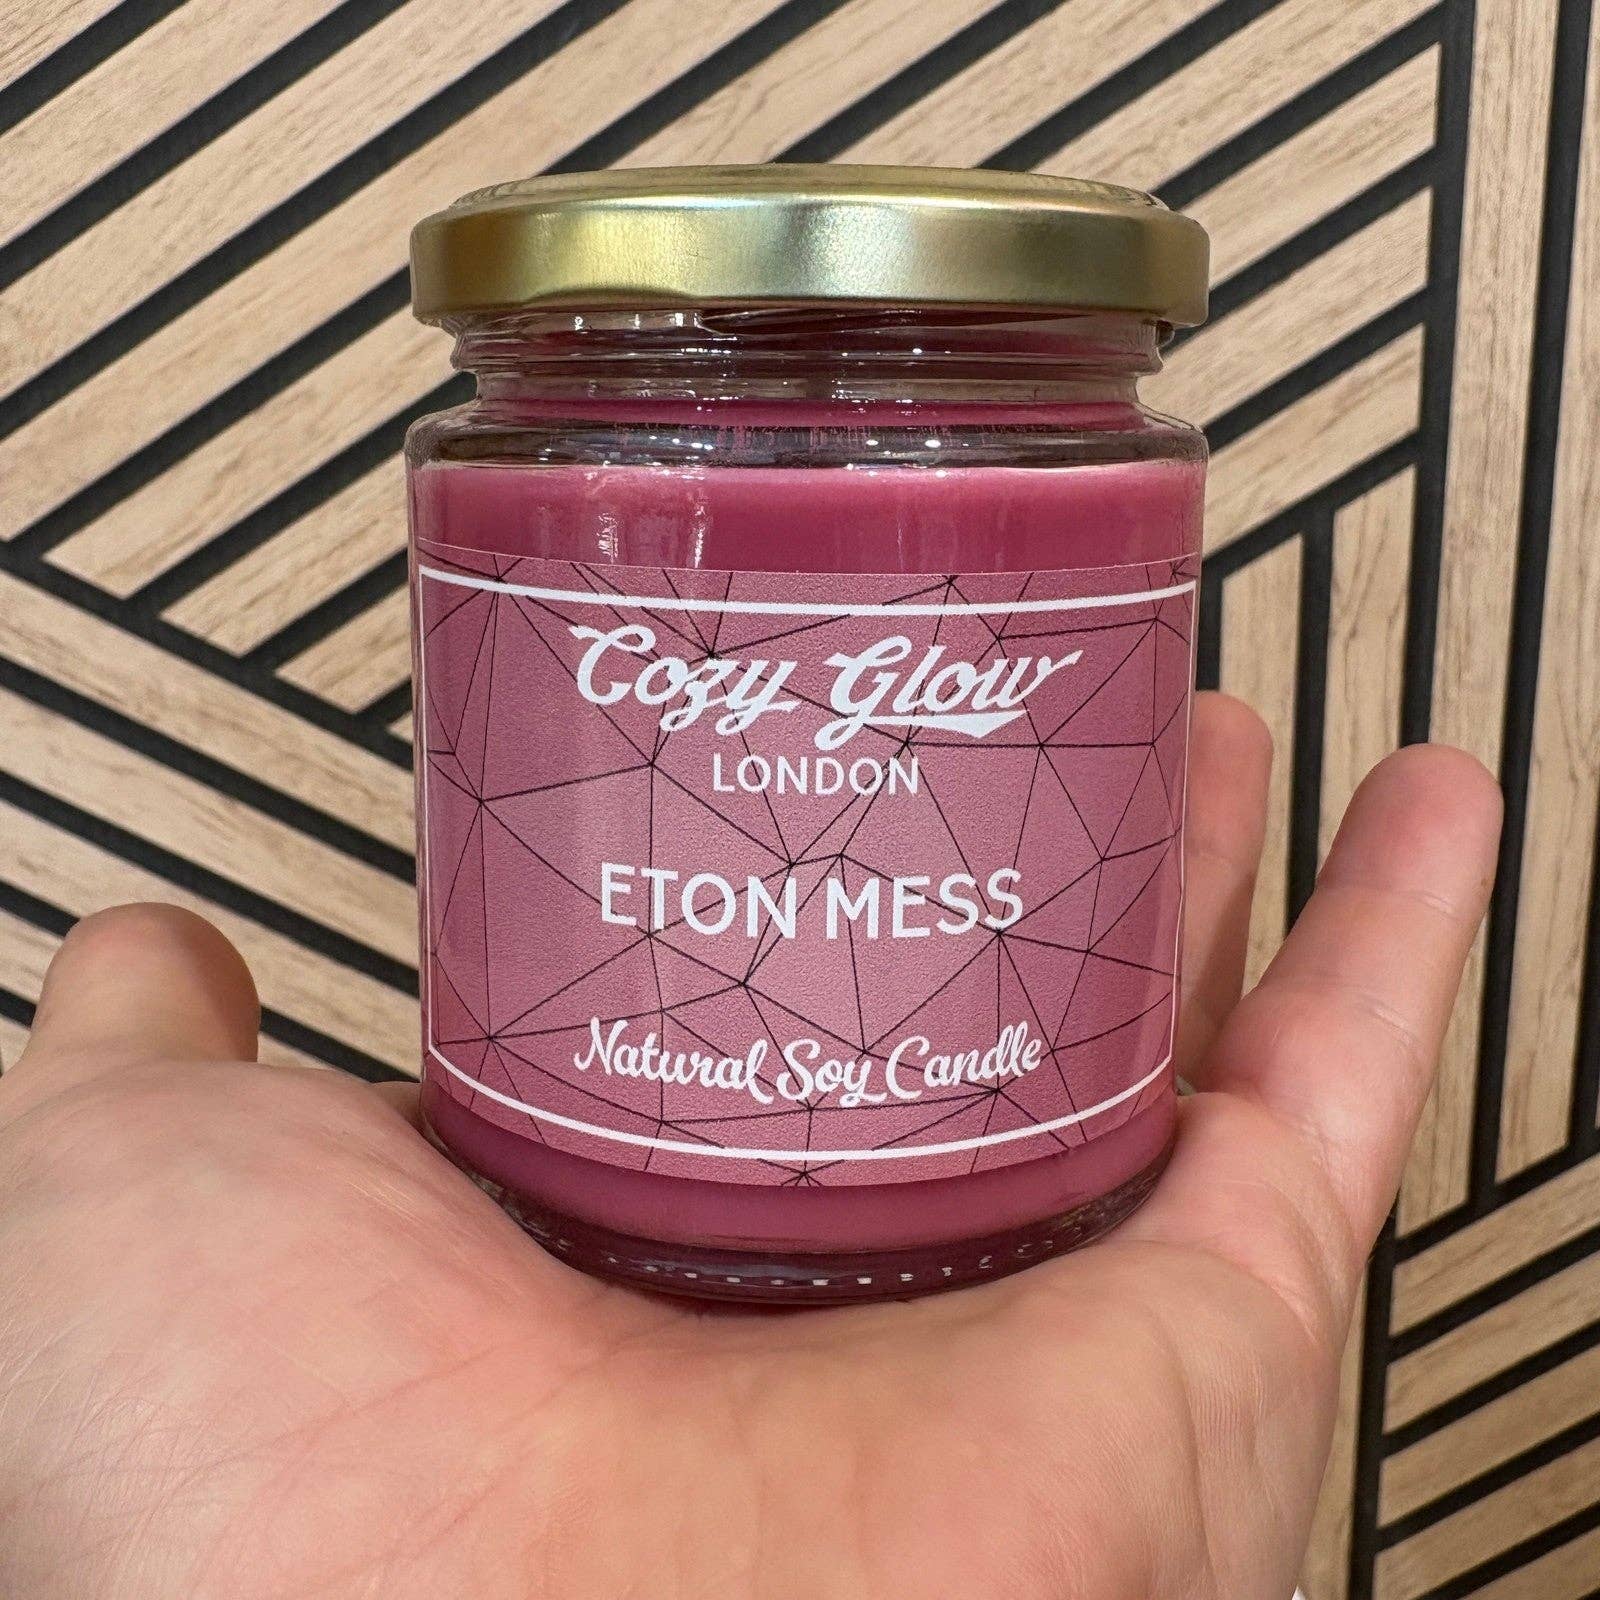 Cozy Glow
LONDON
ETON MESS
Natural Soy Candle